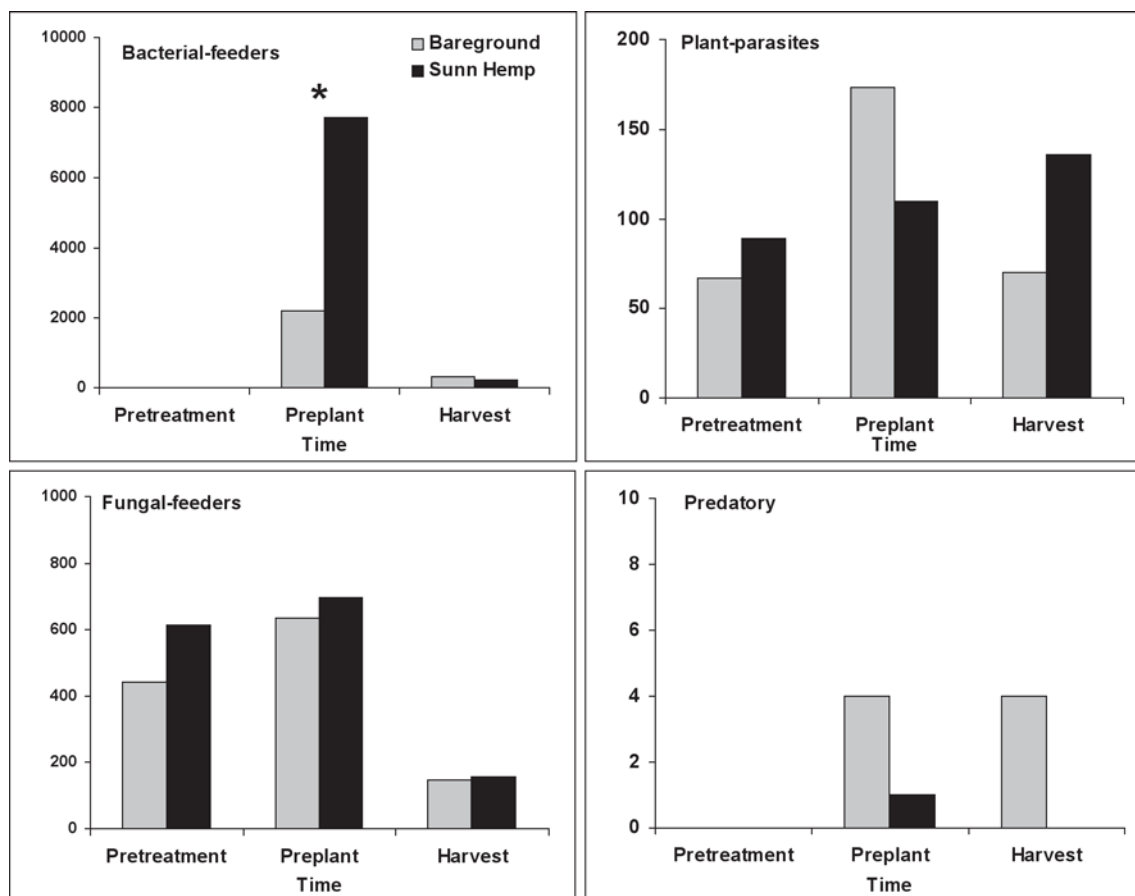 Bacterial-feeders
Bareground
Sunn Hemp
*
10000
8000
6000
4000
2000
0
Pretreatment Preplant Harvest
Time
Plant-parasites
200
150
100
50
0
Pretreatment Preplant Harvest
Time
Fungal-feeders
1000
800
600
400
200
0
Pretreatment Preplant Harvest
Time
Predatory
10
8
6
4
2
0
Pretreatment Preplant Harvest
Time